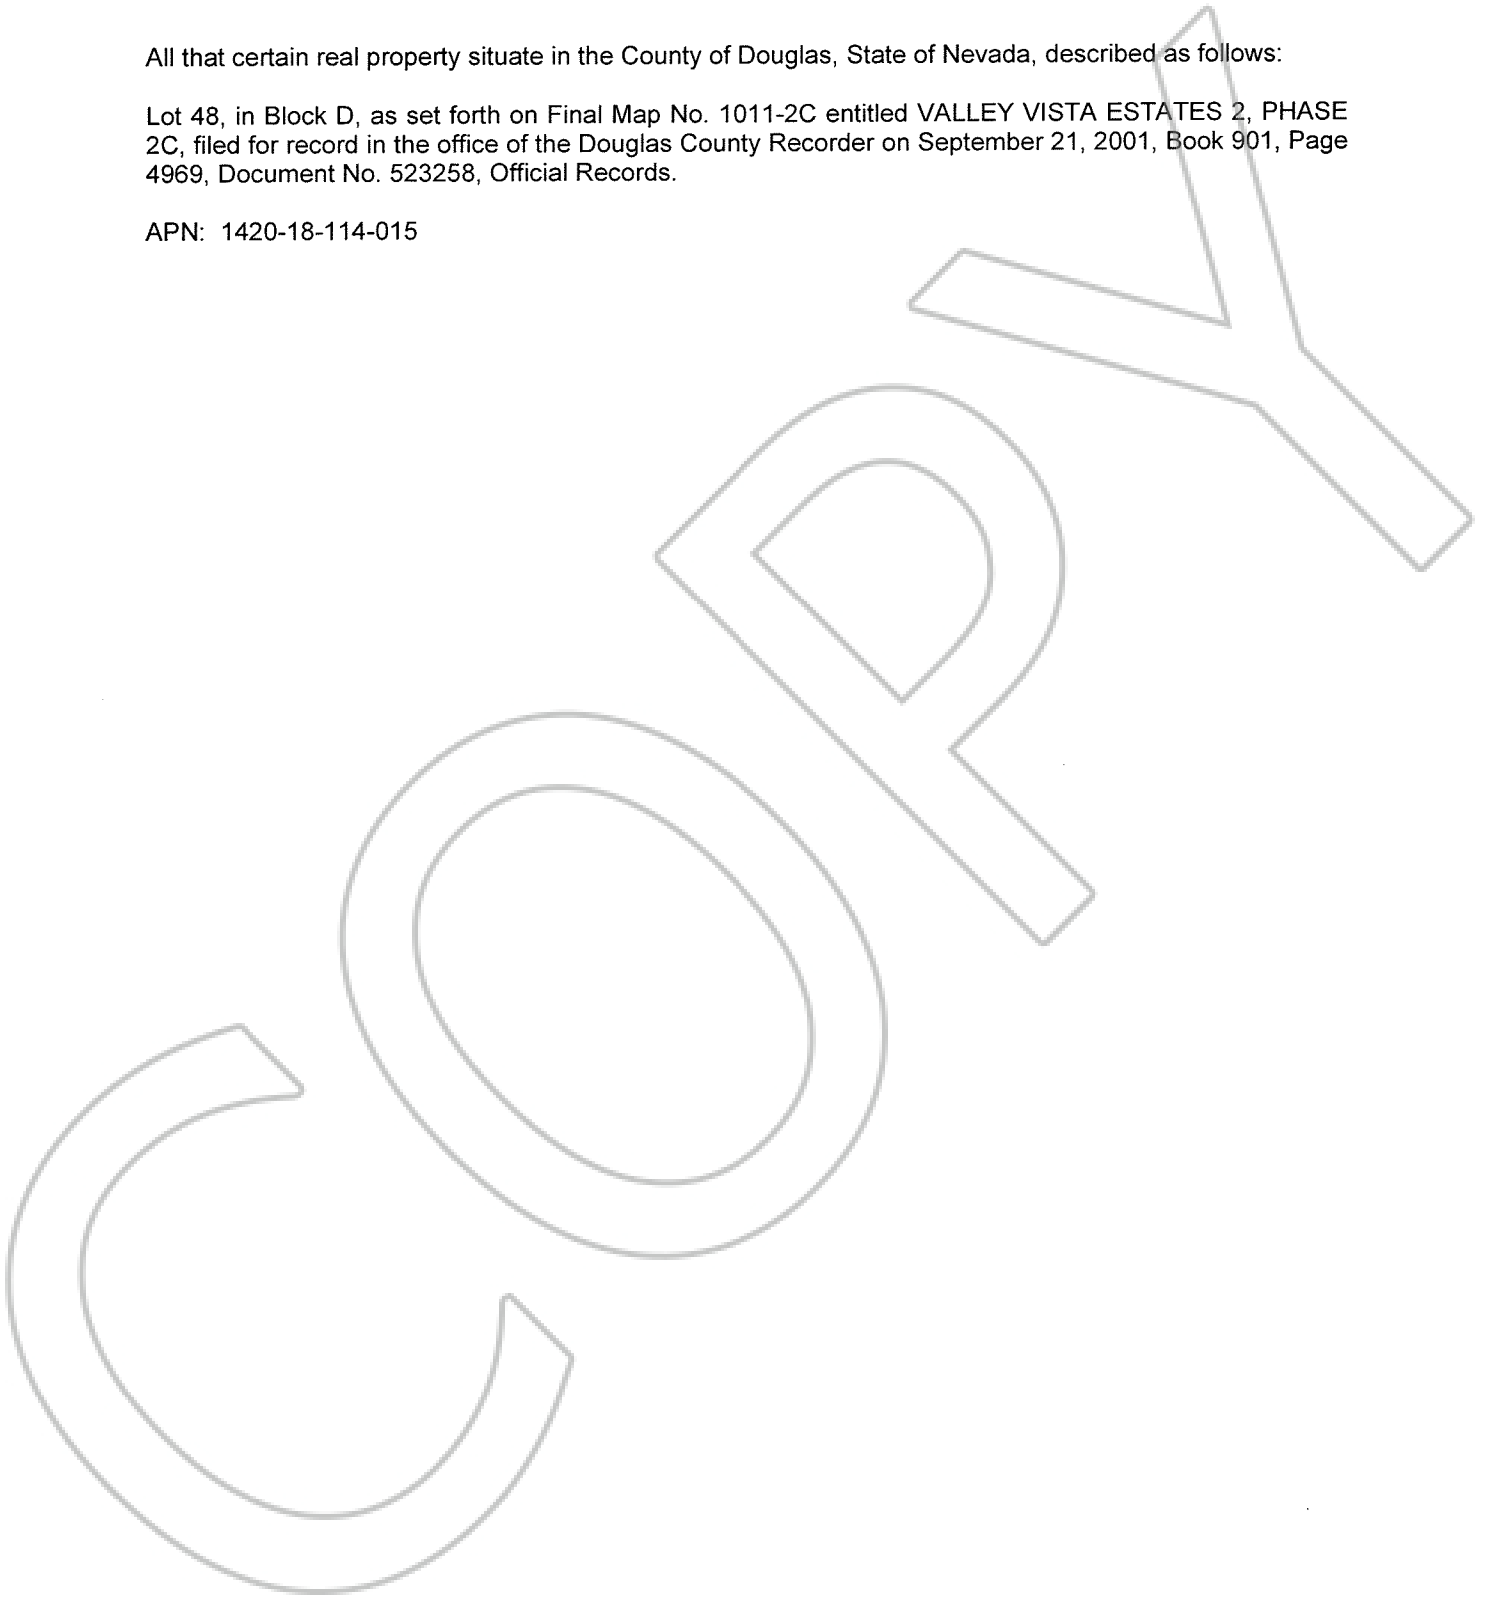 All that certain real property situate in the County of Douglas, State of Nevada, described as follows:
Lot 48, in Block D, as set forth on Final Map No. 1011-2C entitled VALLEY VISTA ESTATES 2, PHASE
2C, filed for record in the office of the Douglas County Recorder on September 21, 2001, Book 901, Page
4969, Document No. 523258, Official Records.
APN: 1420-18-114-015
COPY